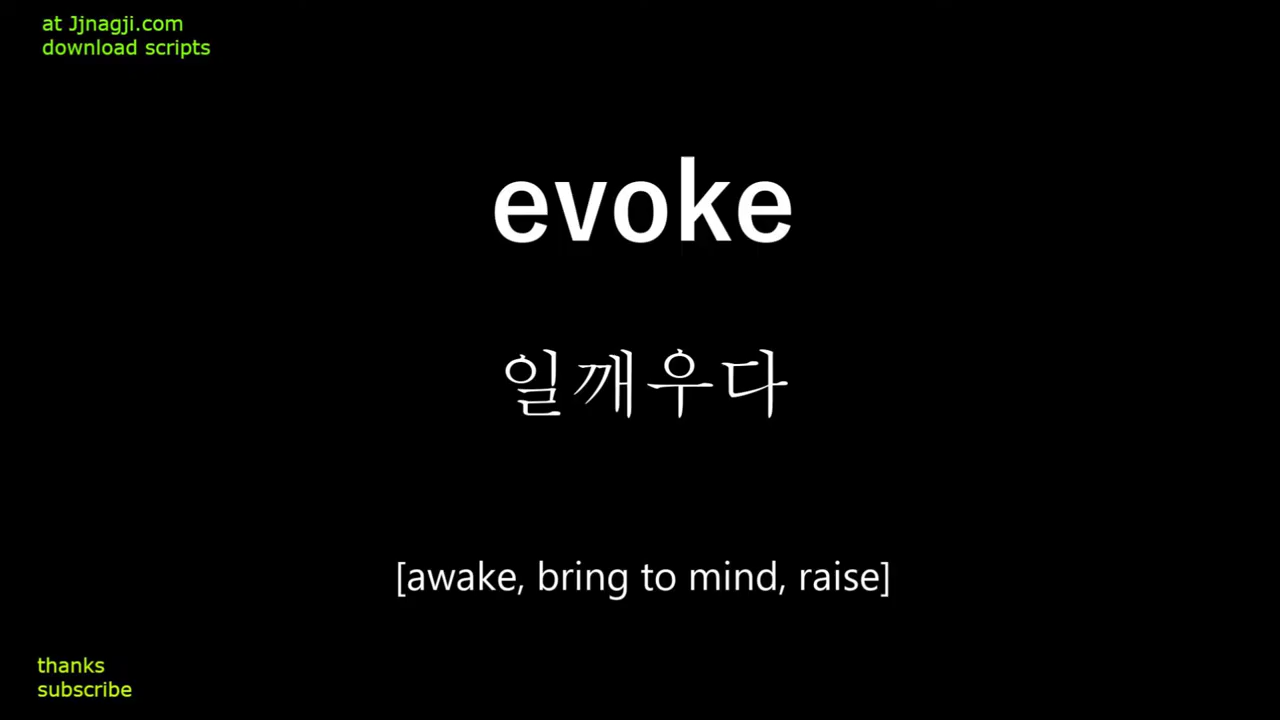 at Jjnagji.com
download scripts
evoke
일깨우다
[awake, bring to mind, raise]
thanks
subscribe